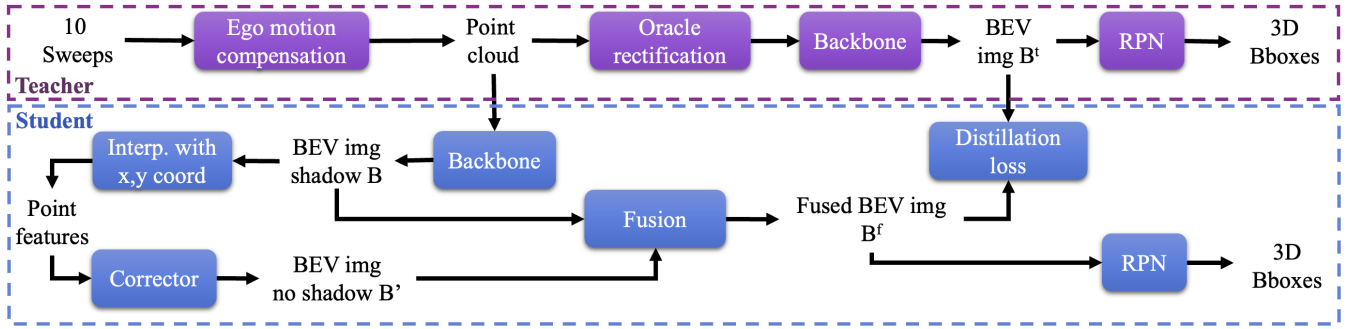 10
Sweeps
Ego motion
compensation
Point
cloud
Oracle
rectification
Backbone
BEV
img Bᵗ
RPN
3D
Bboxes
Teacher
Student
Interp. with
x,y coord
BEV img
shadow B
Backbone
Distillation
loss
Point
features
Fusion
Fused BEV img
Bᶠ
Corrector
BEV img
no shadow B’
RPN
3D
Bboxes